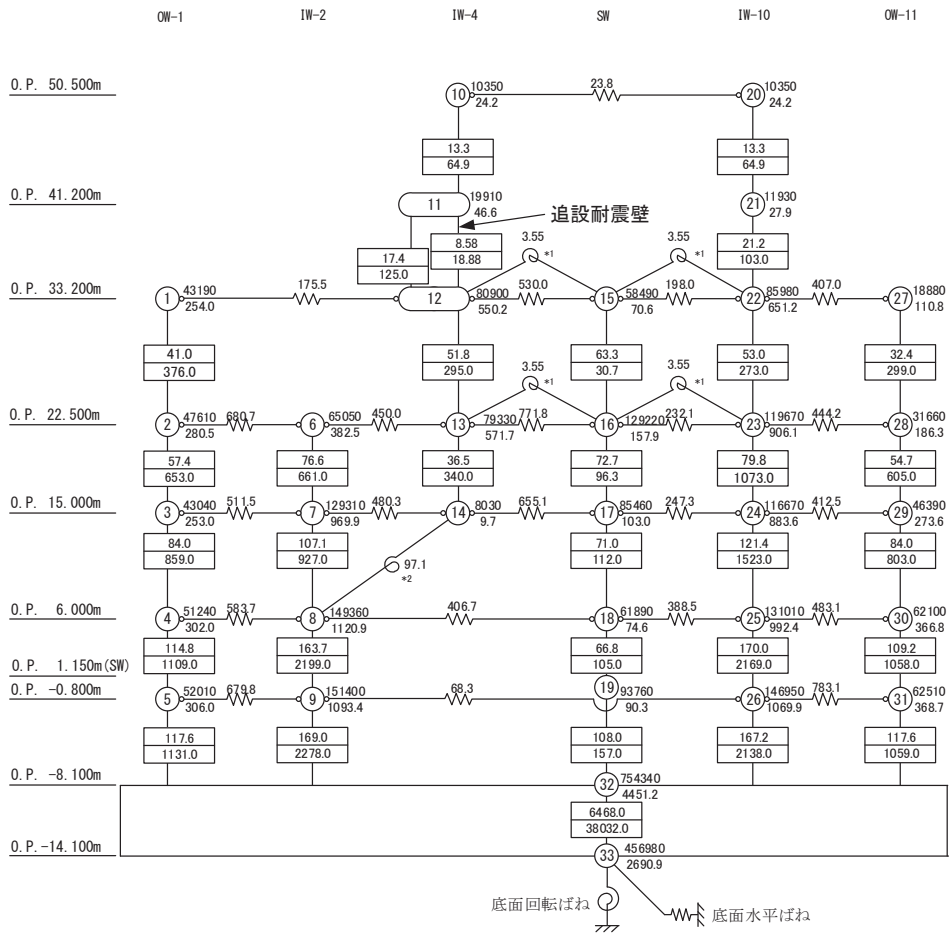 OW-1 IW-2 IW-4 SW IW-10 OW-11
O.P. 50.500m 10 10350 23.8 20 10350
24.2 24.2
13.3 13.3
64.9 64.9
O.P. 41.200m 11 19910 21 11930
46.6 27.9
追設耐震壁
17.4 8.58 3.55 3.55 21.2
125.0 18.88 *1 *1 103.0
O.P. 33.200m 1 43190 175.5 12 80900 530.0 15 58490 198.0 22 85980 407.0 27 18880
254.0 550.2 70.6 651.2 110.8
41.0 51.8 63.3 53.0 32.4
376.0 295.0 30.7 273.0 299.0
3.55 3.55
*1 *1
O.P. 22.500m 2 47610 680.7 6 65050 450.0 13 79330 771.8 16 129220 232.1 23 119670 444.2 28 31660
280.5 382.5 571.7 157.9 906.1 186.3
57.4 76.6 36.5 72.7 79.8 54.7
653.0 661.0 340.0 96.3 1073.0 605.0
O.P. 15.000m 3 43040 511.5 7 129310 480.3 14 8030 655.1 17 85460 247.3 24 116670 412.5 29 46390
253.0 969.9 9.7 103.0 883.6 273.6
84.0 107.1 71.0 121.4 84.0
859.0 927.0 112.0 1523.0 803.0
97.1
*2
O.P. 6.000m 4 51240 583.7 8 149360 406.7 18 61890 388.5 25 131010 483.1 30 62100
302.0 1120.9 74.6 992.4 366.8
114.8 163.7 66.8 170.0 109.2
1109.0 2199.0 105.0 2169.0 1058.0
O.P. 1.150m(SW)
O.P. -0.800m 5 52010 679.8 9 151400 68.3 19 93760 26 146950 783.1 31 62510
306.0 1093.4 90.3 1069.9 368.7
117.6 169.0 108.0 167.2 117.6
1131.0 2278.0 157.0 2138.0 1059.0
O.P. -8.100m 32 754340
4451.2
6468.0
38032.0
O.P.-14.100m 33 456980
2690.9
底面回転ばね 底面水平ばね